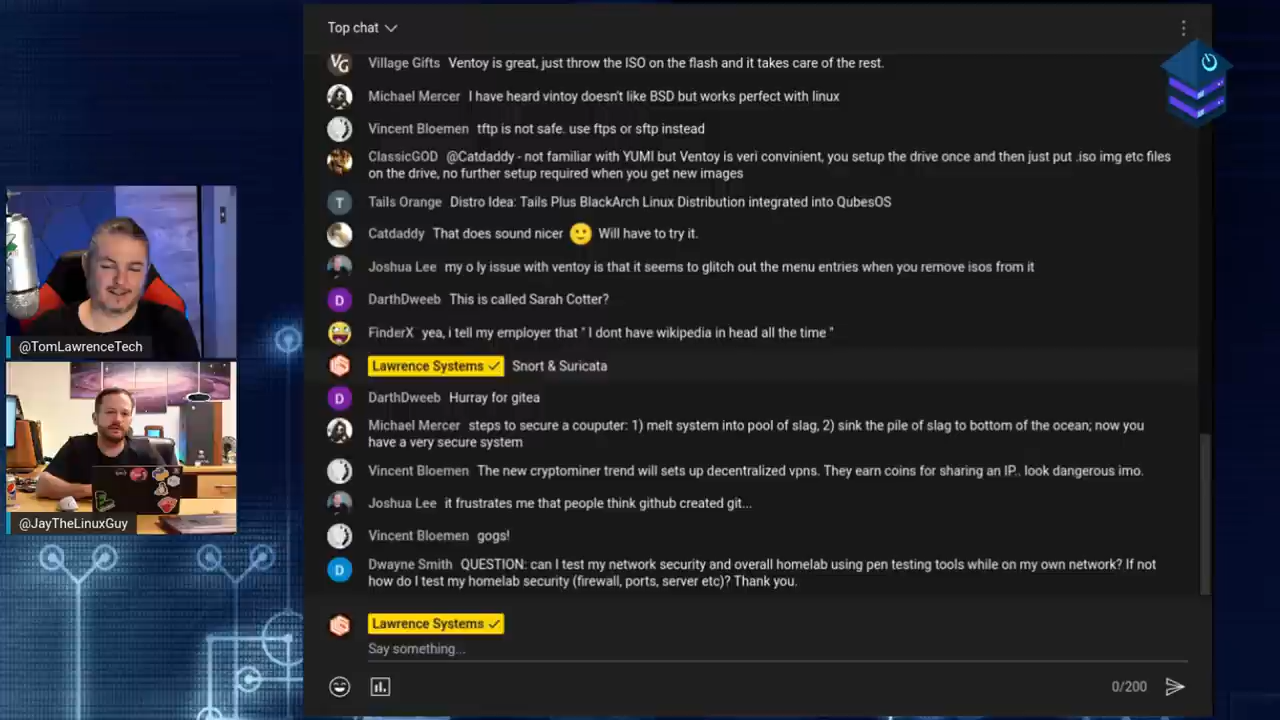 Top chat
Village Gifts Ventoy is great, just throw the ISO on the flash and it takes care of the rest.
Michael Mercer I have heard vintoy doesn't like BSD but works perfect with linux
Vincent Bloemen tftp is not safe. use ftps or sftp instead
ClassicGOD @Catdaddy - not familiar with YUMI but Ventoy is veri convinient, you setup the drive once and then just put .iso img etc files
on the drive, no further setup required when you get new images
T Tails Orange Distro Idea: Tails Plus BlackArch Linux Distribution integrated into QubesOS
Catdaddy That does sound nicer 🙂 Will have to try it.
Joshua Lee my o ly issue with ventoy is that it seems to glitch out the menu entries when you remove isos from it
D DarthDweeb This is called Sarah Cotter?
FinderX yea, i tell my employer that " I dont have wikipedia in head all the time "
Lawrence Systems ✓ Snort & Suricata
D DarthDweeb Hurray for gitea
Michael Mercer steps to secure a couputer: 1) melt system into pool of slag, 2) sink the pile of slag to bottom of the ocean; now you
have a very secure system
Vincent Bloemen The new cryptominer trend will sets up decentralized vpns. They earn coins for sharing an IP.. look dangerous imo.
Joshua Lee it frustrates me that people think github created git...
Vincent Bloemen gogs!
D Dwayne Smith QUESTION: can I test my network security and overall homelab using pen testing tools while on my own network? If not
how do I test my homelab security (firewall, ports, server etc)? Thank you.
Lawrence Systems ✓
Say something...
0/200
@TomLawrenceTech
@JayTheLinuxGuy